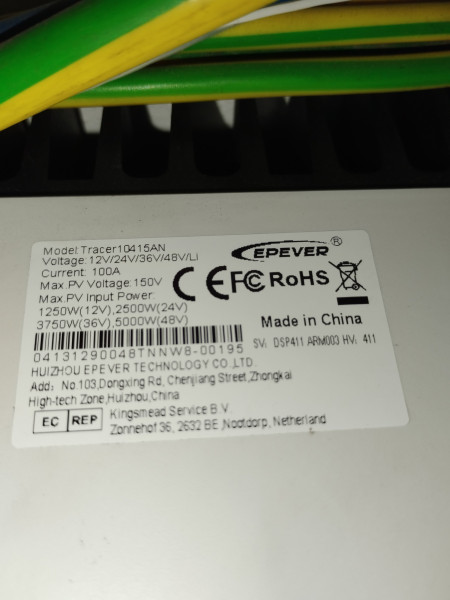 Model:Tracer10415AN
Voltage:12V/24V/36V/48V/LI
Current: 100A
Max.PV Voltage:150V
Max.PV Input Power:
1250W(12V),2500W(24V)
3750W(36V),5000W(48V)
EPEVER®
CE FC RoHS
Made in China
SV: DSP411 ARM003 HV: 411
04131290048TNNW8-00195
HUIZHOU EPEVER TECHNOLOGY CO.,LTD.
Add: No.103,Dongxing Rd, Chenjiang Street,Zhongkai
High-tech Zone,Huizhou,China
EC REP
Kingsmead Service B.V.
Zonnehof 36, 2632 BE ,Nootdorp, Netherland